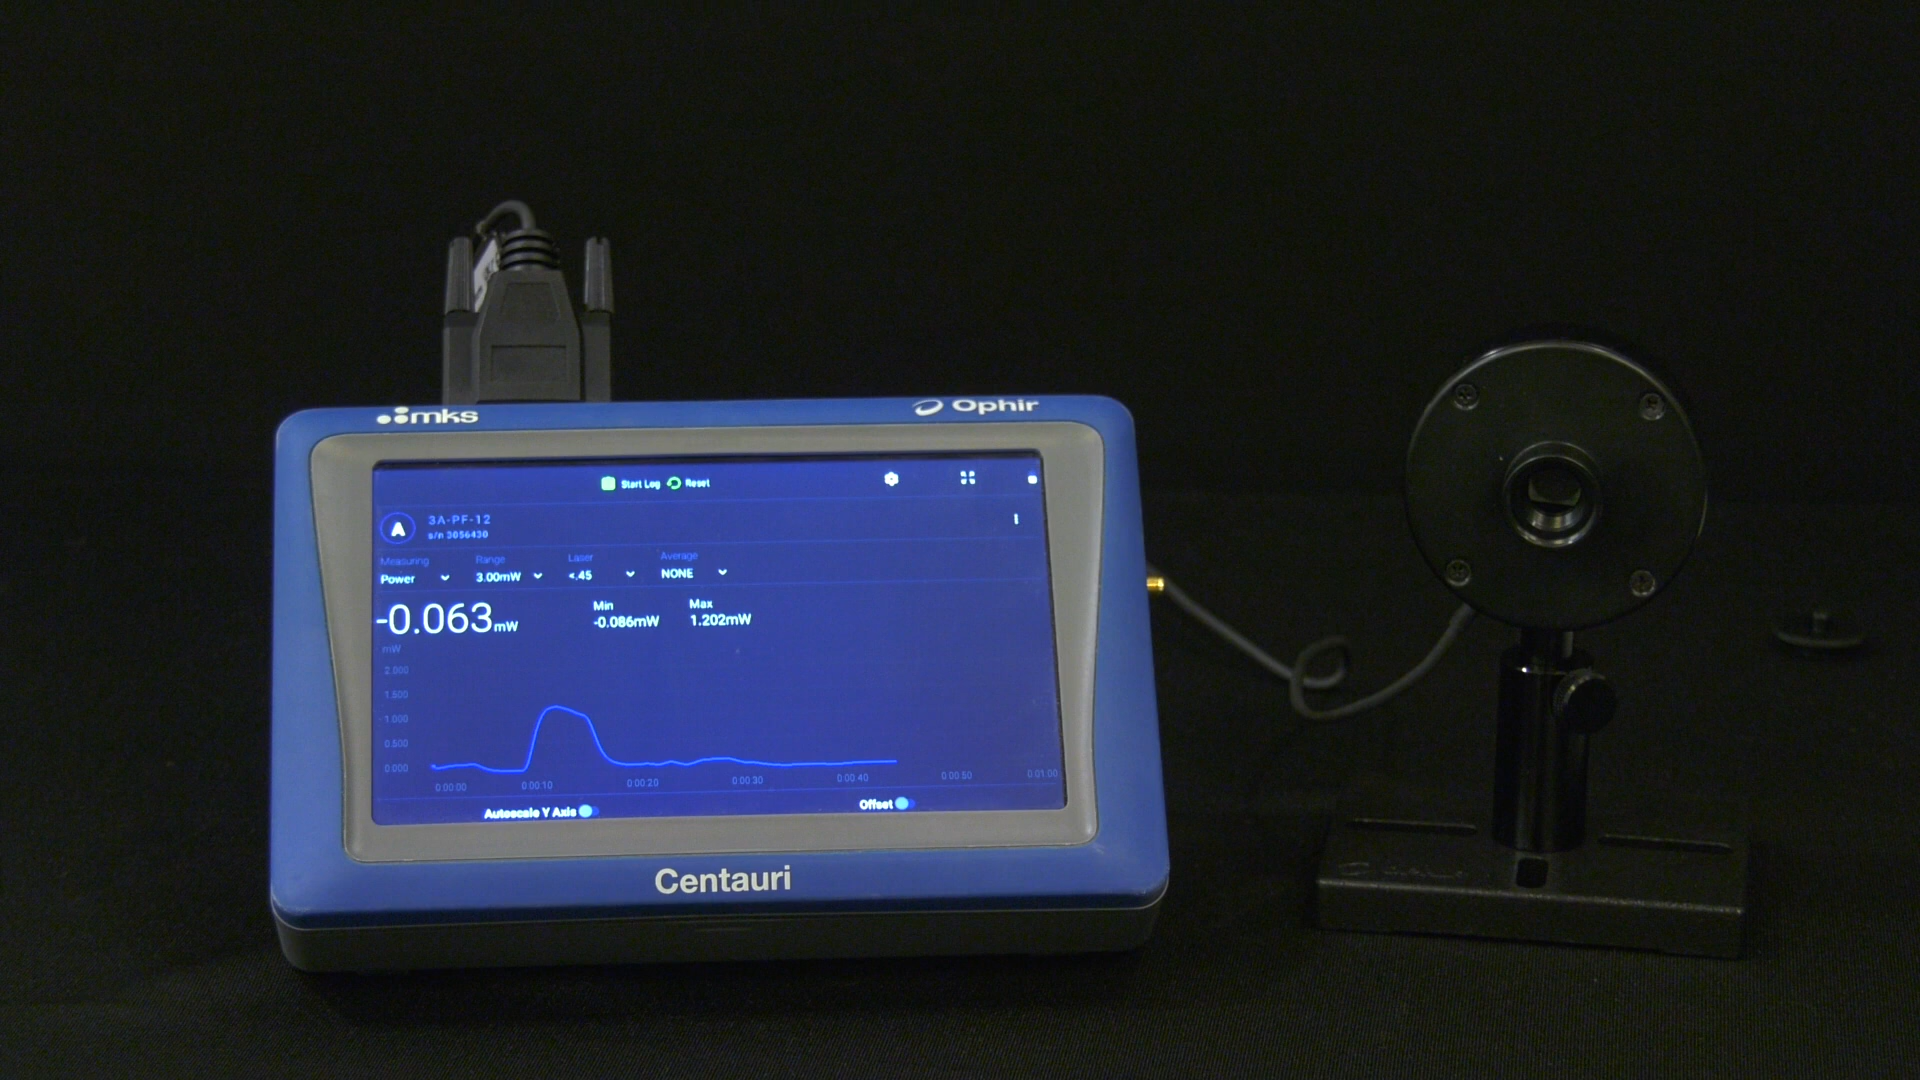 mks
Ophir
Start Log Reset
A
3A-PF-12
s/n 3056430
Measuring Range Laser Average
Power 3.00mW <.45 NONE
-0.063mW
Min Max
-0.086mW 1.202mW
mW
2.000
1.500
1.000
0.500
0.000
0:00:00 0:00:10 0:00:20 0:00:30 0:00:40 0:00:50 0:01:00
Autoscale Y Axis Offset
Centauri